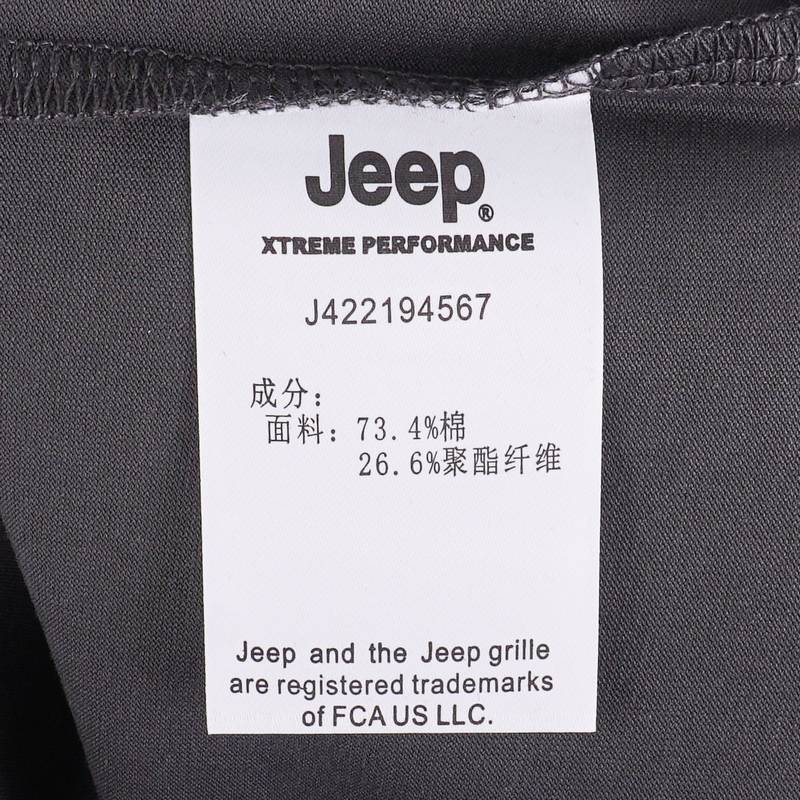 Jeep®
XTREME PERFORMANCE
J422194567
成分：
面料：73.4%棉
26.6%聚酯纤维
Jeep and the Jeep grille
are registered trademarks
of FCA US LLC.